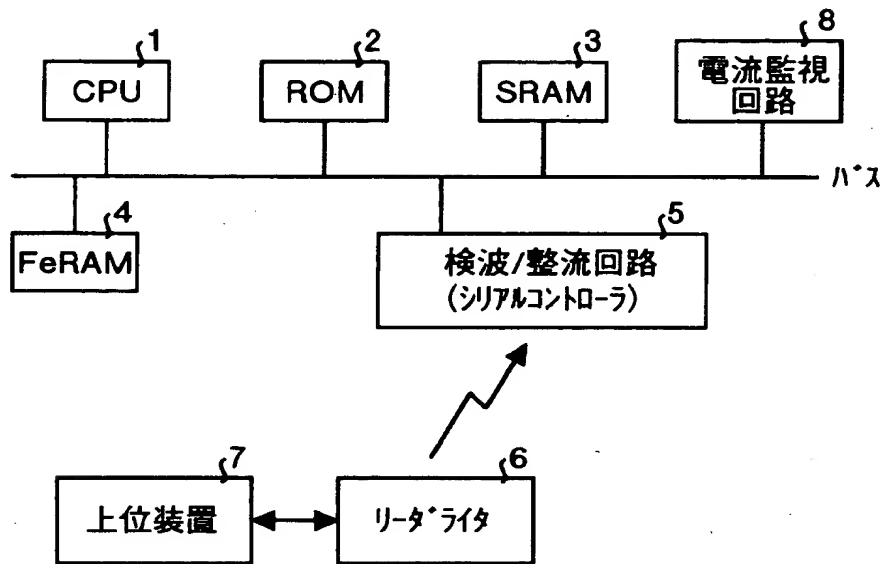 1
CPU
2
ROM
3
SRAM
8
電流監視
回路
バス
4
FeRAM
5
検波/整流回路
(シリアルコントローラ)
7
上位装置
6
リーダライタ